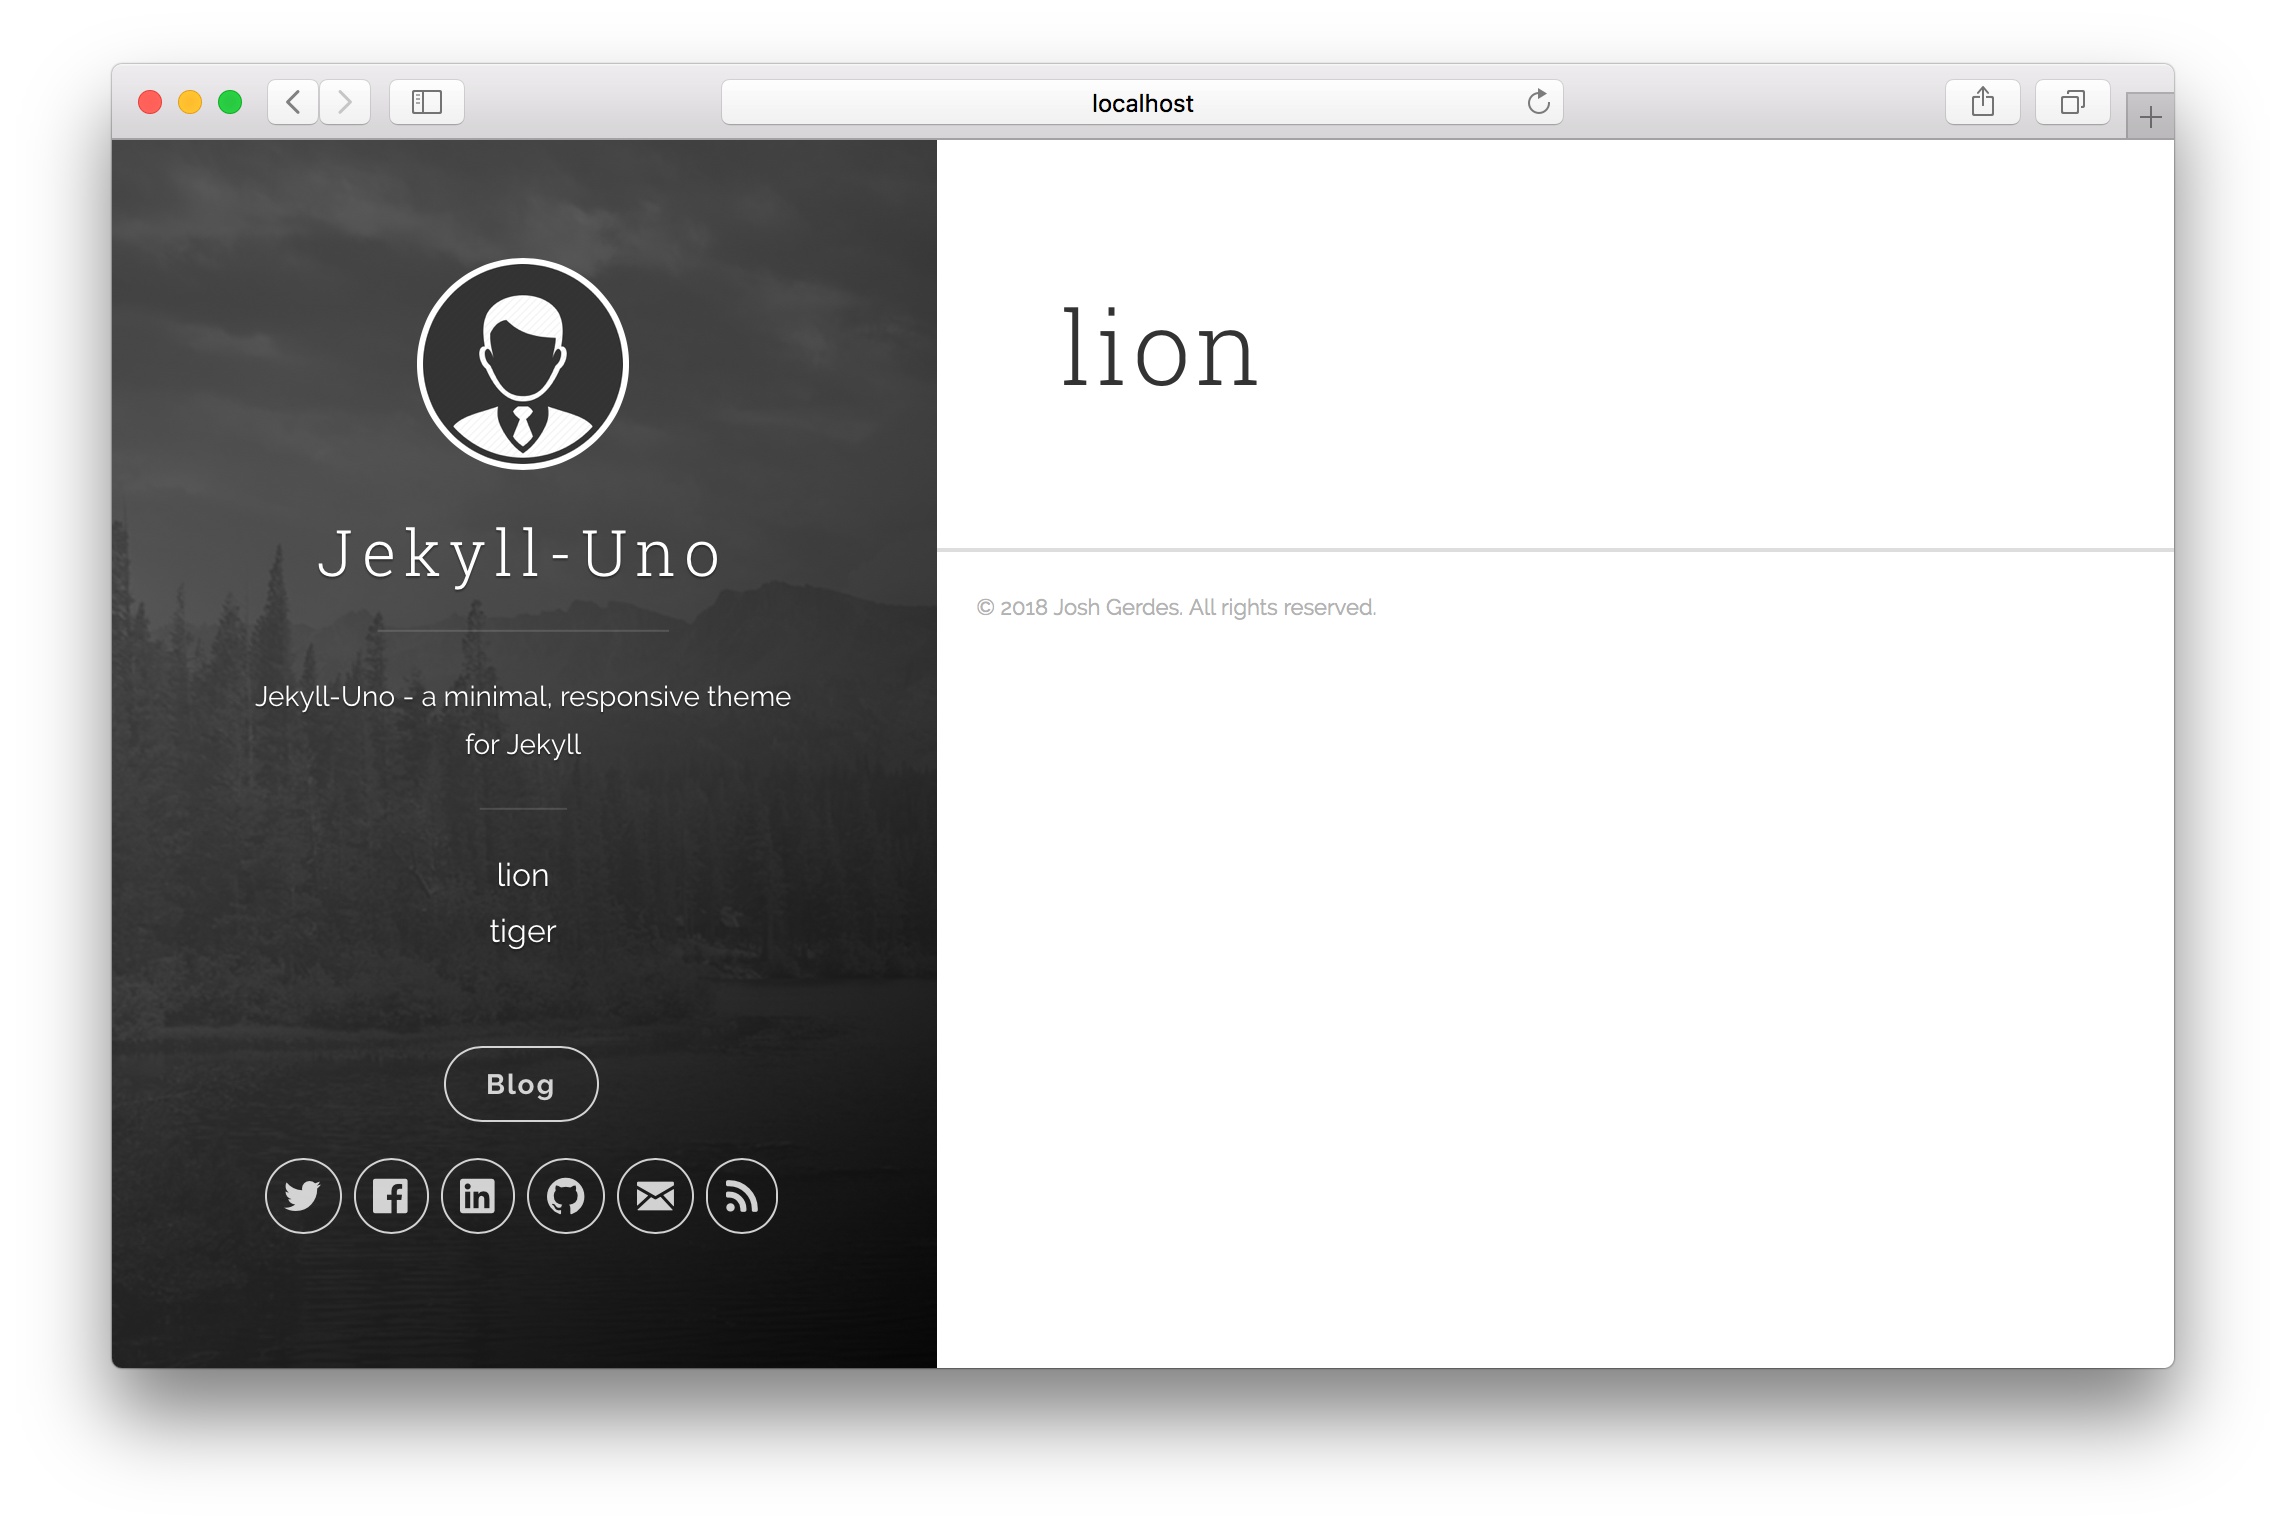 localhost
Jekyll-Uno
Jekyll-Uno - a minimal, responsive theme
for Jekyll
lion
tiger
Blog
lion
© 2018 Josh Gerdes. All rights reserved.